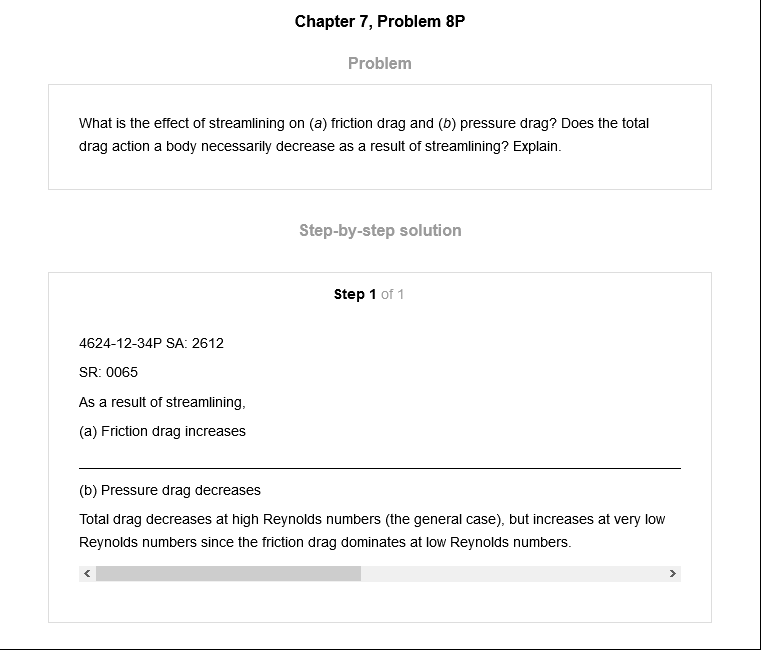 Chapter 7, Problem 8P
Problem
What is the effect of streamlining on (a) friction drag and (b) pressure drag? Does the total
drag action a body necessarily decrease as a result of streamlining? Explain.
Step-by-step solution
Step 1 of 1
4624-12-34P SA: 2612
SR: 0065
As a result of streamlining,
(a) Friction drag increases
(b) Pressure drag decreases
Total drag decreases at high Reynolds numbers (the general case), but increases at very low
Reynolds numbers since the friction drag dominates at low Reynolds numbers.